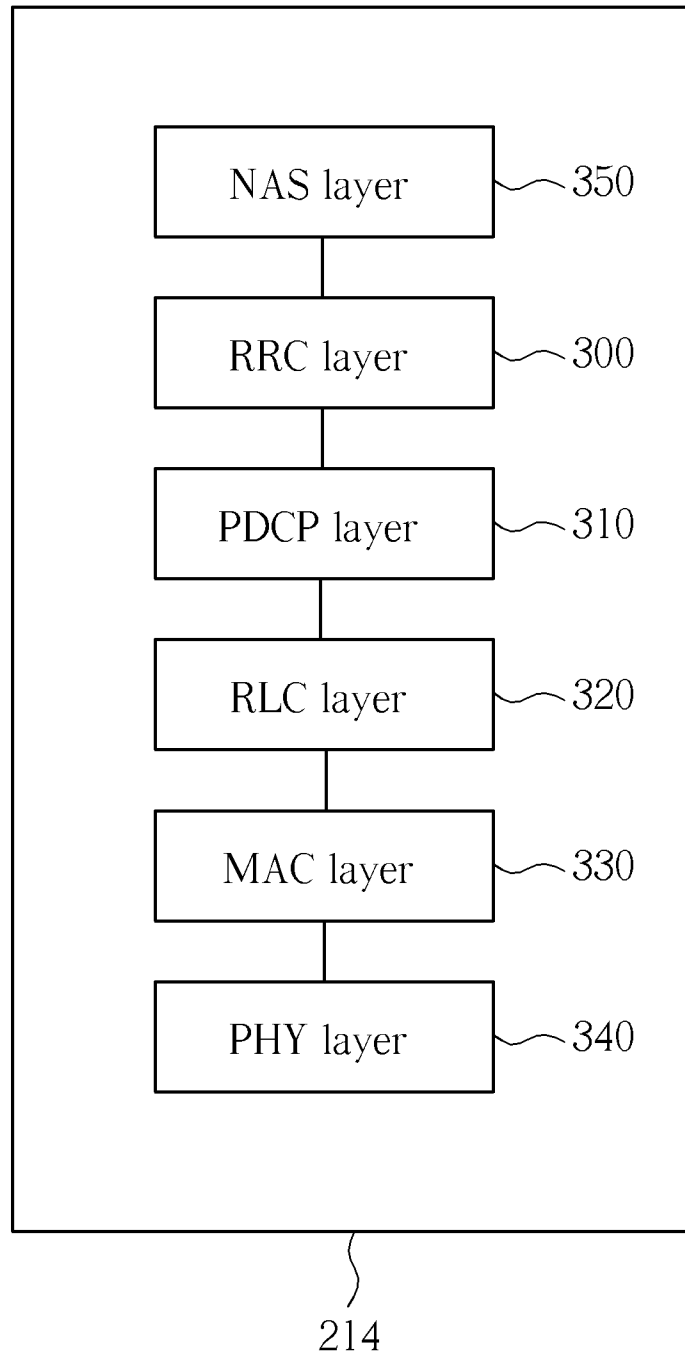 NAS layer 350
RRC layer 300
PDCP layer 310
RLC layer 320
MAC layer 330
PHY layer 340
214